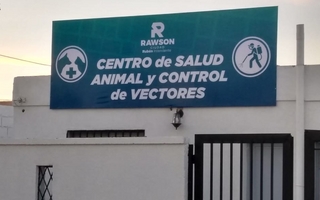 RAWSON
CENTRO de SALUD
ANIMAL y CONTROL
de VECTORES